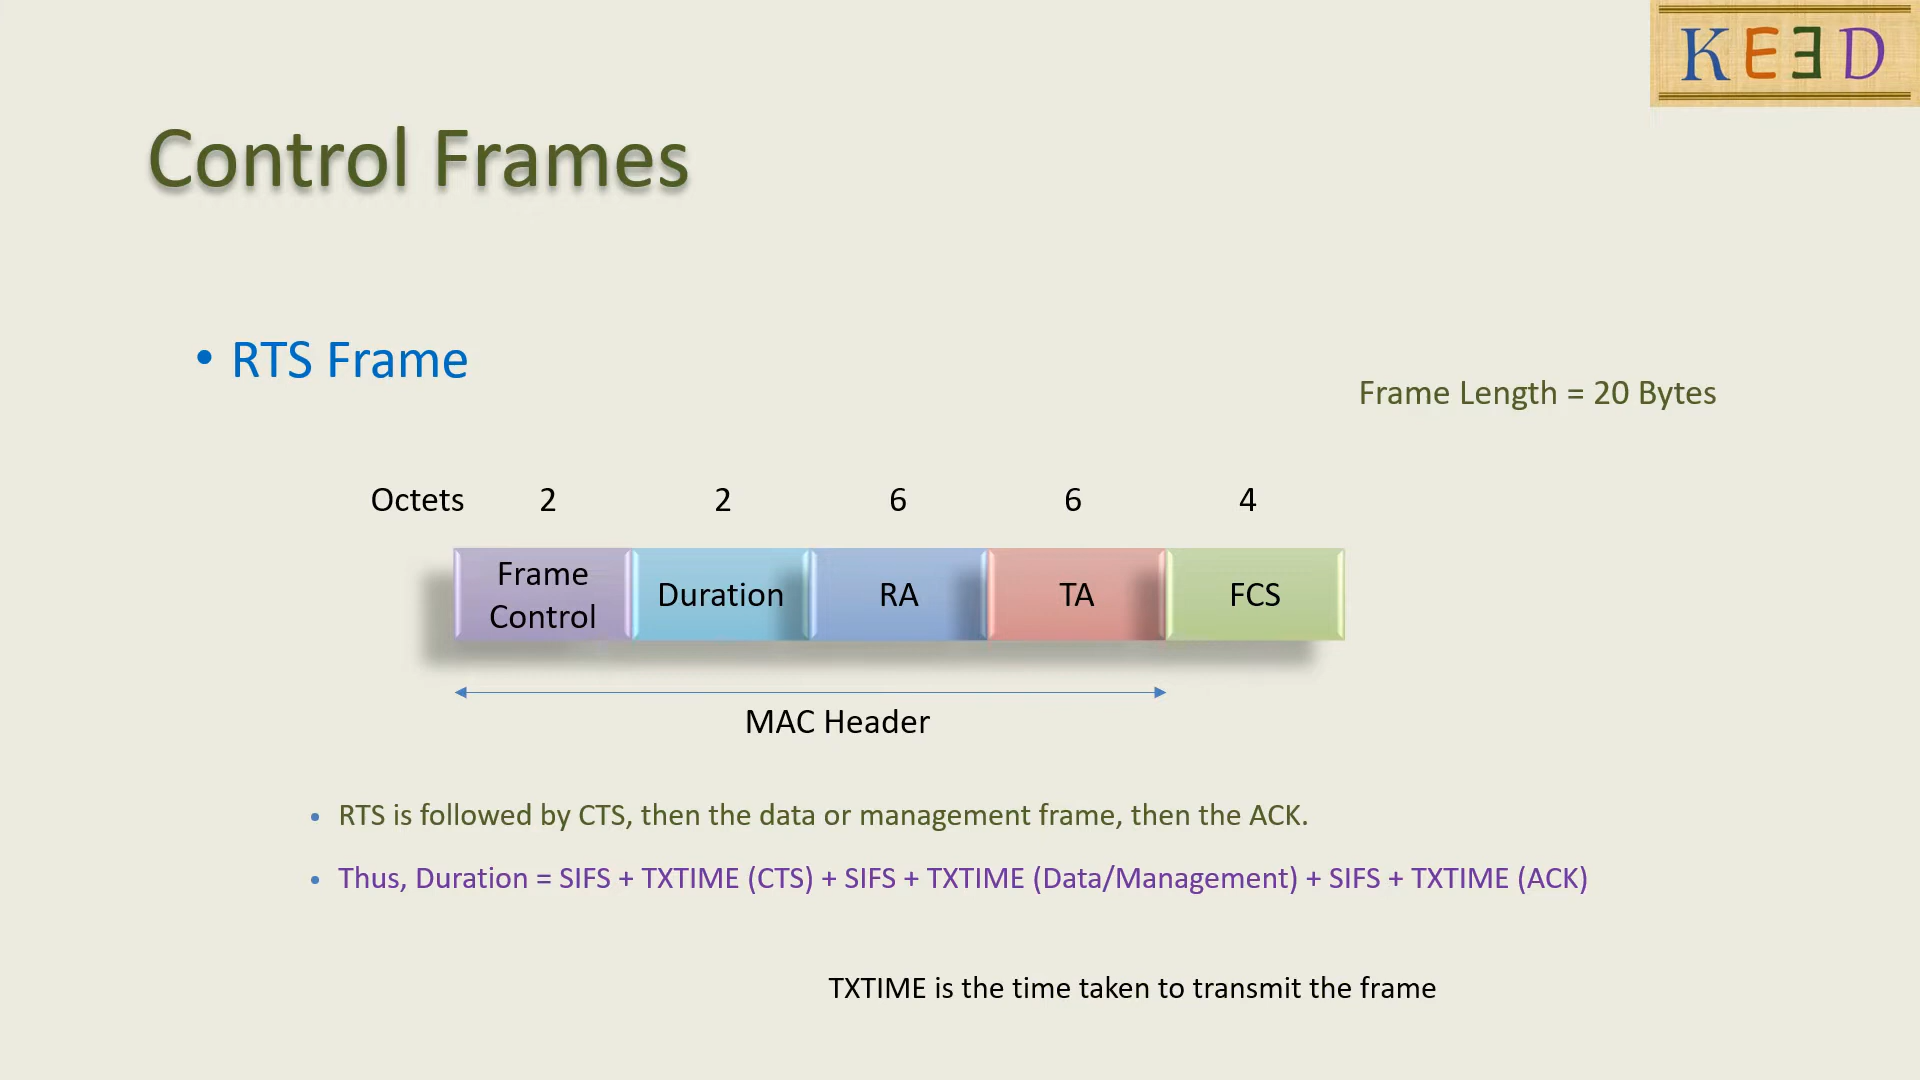 KEƎD
Control Frames
• RTS Frame
Frame Length = 20 Bytes
Octets 2 2 6 6 4
Frame Control Duration RA TA FCS
MAC Header
• RTS is followed by CTS, then the data or management frame, then the ACK.
• Thus, Duration = SIFS + TXTIME (CTS) + SIFS + TXTIME (Data/Management) + SIFS + TXTIME (ACK)
TXTIME is the time taken to transmit the frame